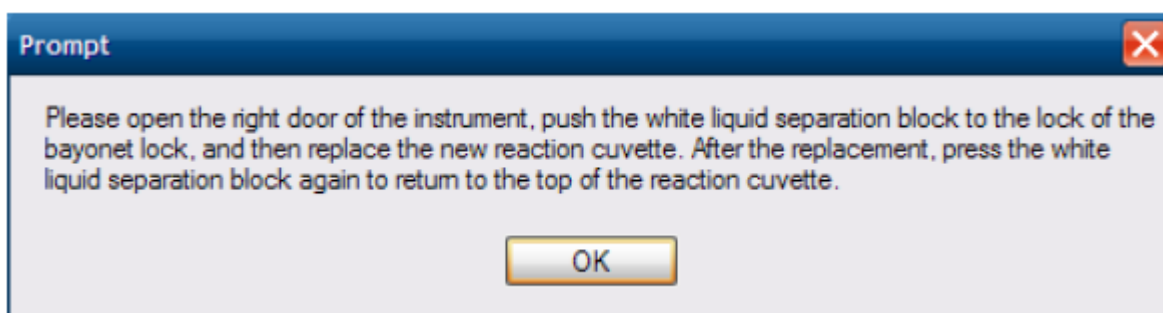 Prompt
Please open the right door of the instrument, push the white liquid separation block to the lock of the
bayonet lock, and then replace the new reaction cuvette. After the replacement, press the white
liquid separation block again to return to the top of the reaction cuvette.
OK